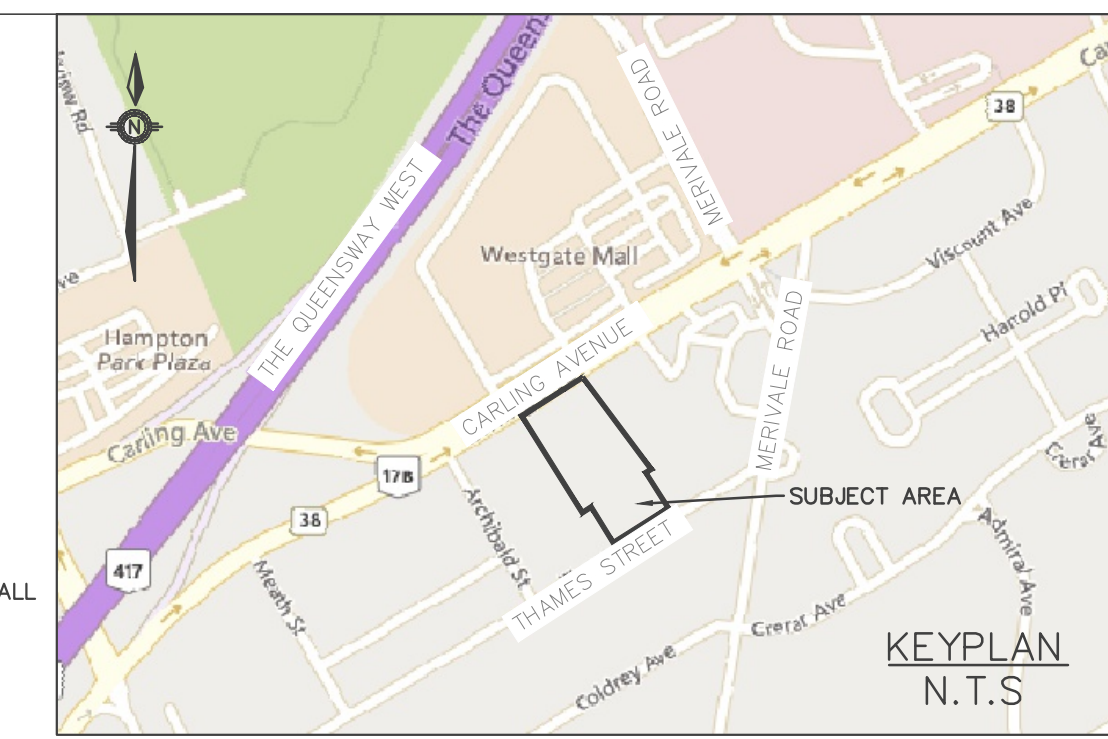 The Queen
MERIVALE ROAD
Ca
38
N
THE QUEENSWAY WEST
Viscount Ave
Westgate Mall
ve
Harold Pl
Hampton
Park Plaza
CARLING AVENUE
MERIVALE ROAD
Carling Ave
Crerar Ave
17B
SUBJECT AREA
38
Archibald St
Admiral Ave
417
THAMES STREET
ALL
Meath St
Crerar Ave
KEYPLAN
N.T.S
Coldrey Ave